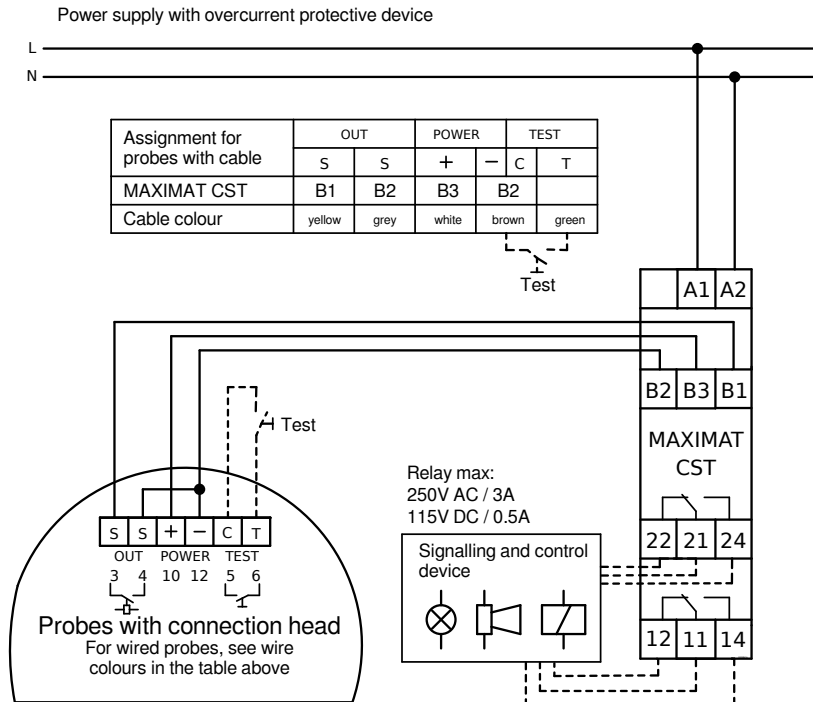 Power supply with overcurrent protective device
L
N
Assignment for probes with cable OUT POWER TEST
S S + − C T
MAXIMAT CST B1 B2 B3 B2
Cable colour yellow grey white brown green
Test
A1 A2
B2 B3 B1
MAXIMAT
CST
Test
Relay max:
250V AC / 3A
115V DC / 0.5A
S S + − C T
OUT POWER TEST
3 4 10 12 5 6
Signalling and control
device
22 21 24
12 11 14
Probes with connection head
For wired probes, see wire
colours in the table above